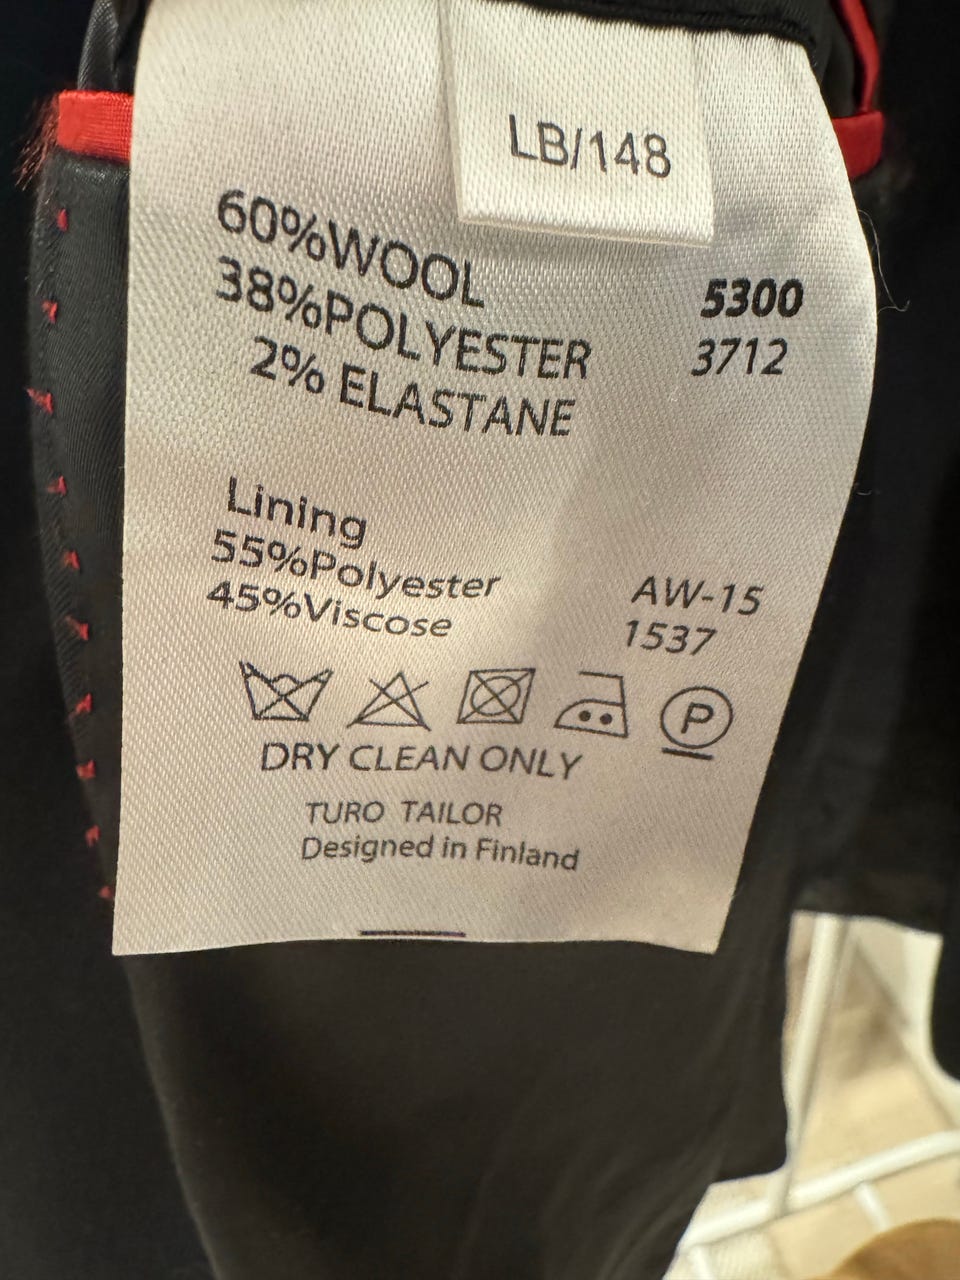 LB/148
60%WOOL
38%POLYESTER
2% ELASTANE
5300
3712
Lining
55%Polyester
45%Viscose
AW-15
1537
P
DRY CLEAN ONLY
TURO TAILOR
Designed in Finland